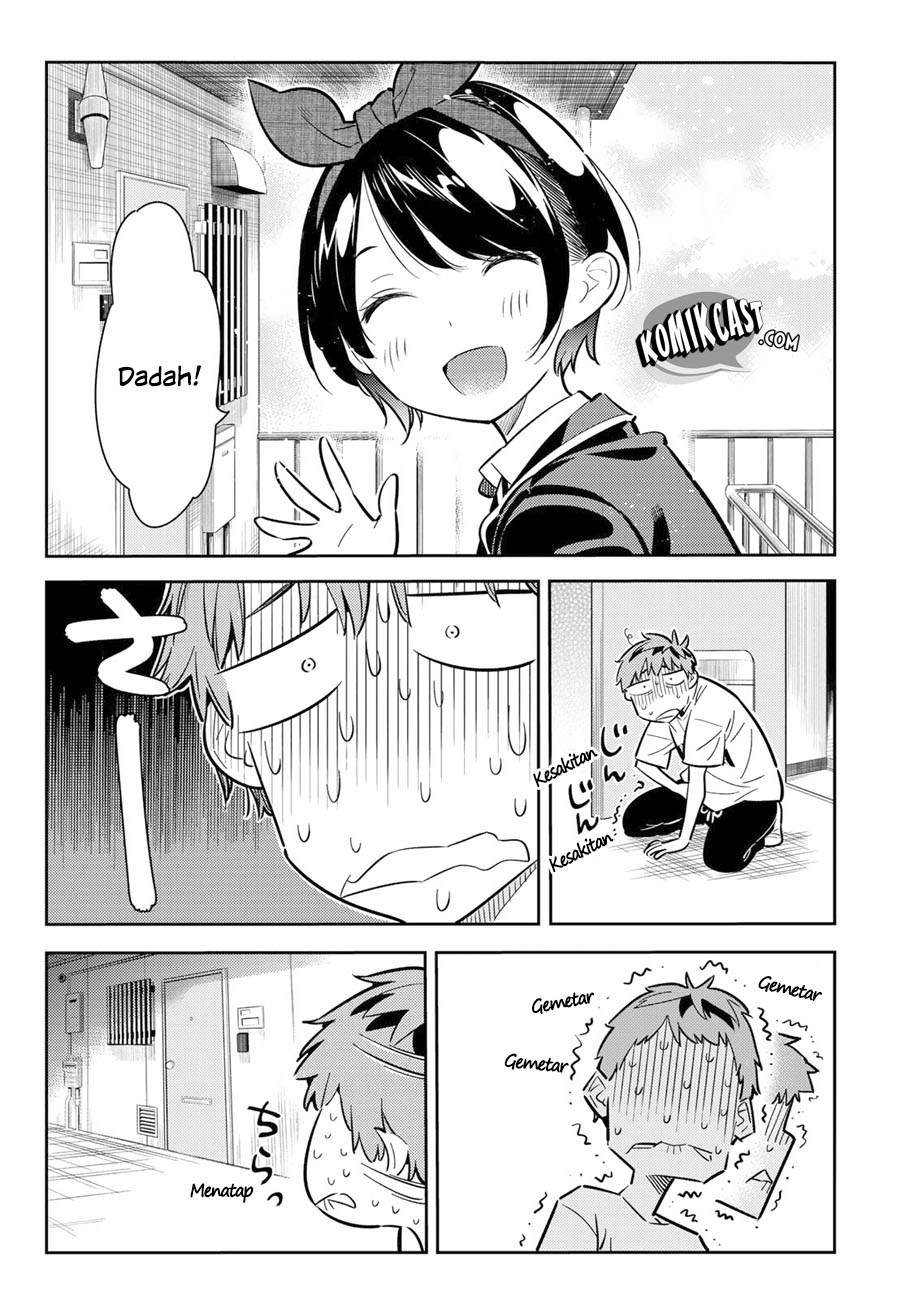 Dadah!
KOMIKCAST
.COM
さー
じん
Kesakitan
じん
Kesakitan
Gemetar
Gemetar
Gemetar
ちらっ
Menatap